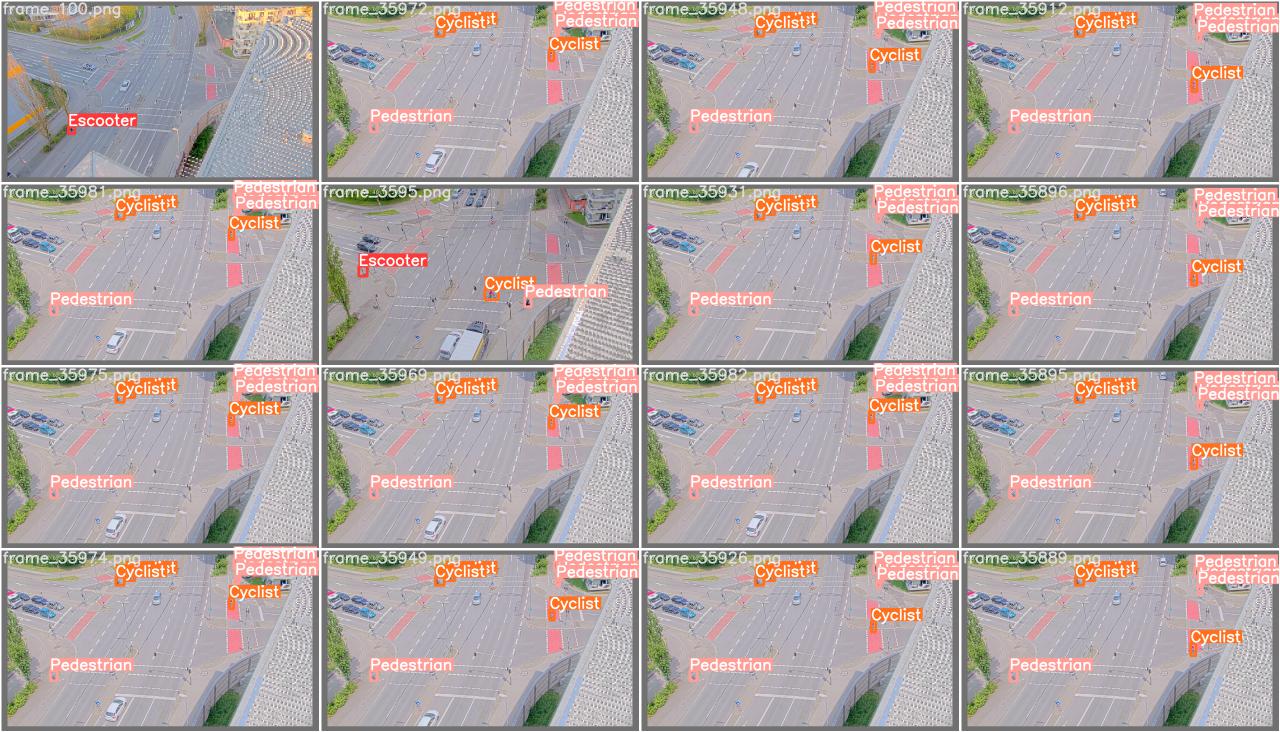 frame_100.png
Escooter
frame_35972.png
Cyclist
Pedestrian
Pedestrian
Cyclist
Pedestrian
frame_35948.png
Cyclist
Pedestrian
Pedestrian
Cyclist
Pedestrian
frame_35912.png
Cyclist
Pedestrian
Pedestrian
Cyclist
Pedestrian
frame_35981.png
Cyclist
Pedestrian
Pedestrian
Cyclist
Pedestrian
frame_3595.png
Escooter
Cyclist
Pedestrian
frame_35931.png
Cyclist
Pedestrian
Pedestrian
Cyclist
Pedestrian
frame_35896.png
Cyclist
Pedestrian
Pedestrian
Cyclist
Pedestrian
frame_35975.png
Cyclist
Pedestrian
Pedestrian
Cyclist
Pedestrian
frame_35969.png
Cyclist
Pedestrian
Pedestrian
Cyclist
Pedestrian
frame_35982.png
Cyclist
Pedestrian
Pedestrian
Cyclist
Pedestrian
frame_35895.png
Cyclist
Pedestrian
Pedestrian
Cyclist
Pedestrian
frame_35974.png
Cyclist
Pedestrian
Pedestrian
Cyclist
Pedestrian
frame_35949.png
Cyclist
Pedestrian
Pedestrian
Cyclist
Pedestrian
frame_35926.png
Cyclist
Pedestrian
Pedestrian
Cyclist
Pedestrian
frame_35889.png
Cyclist
Pedestrian
Pedestrian
Cyclist
Pedestrian